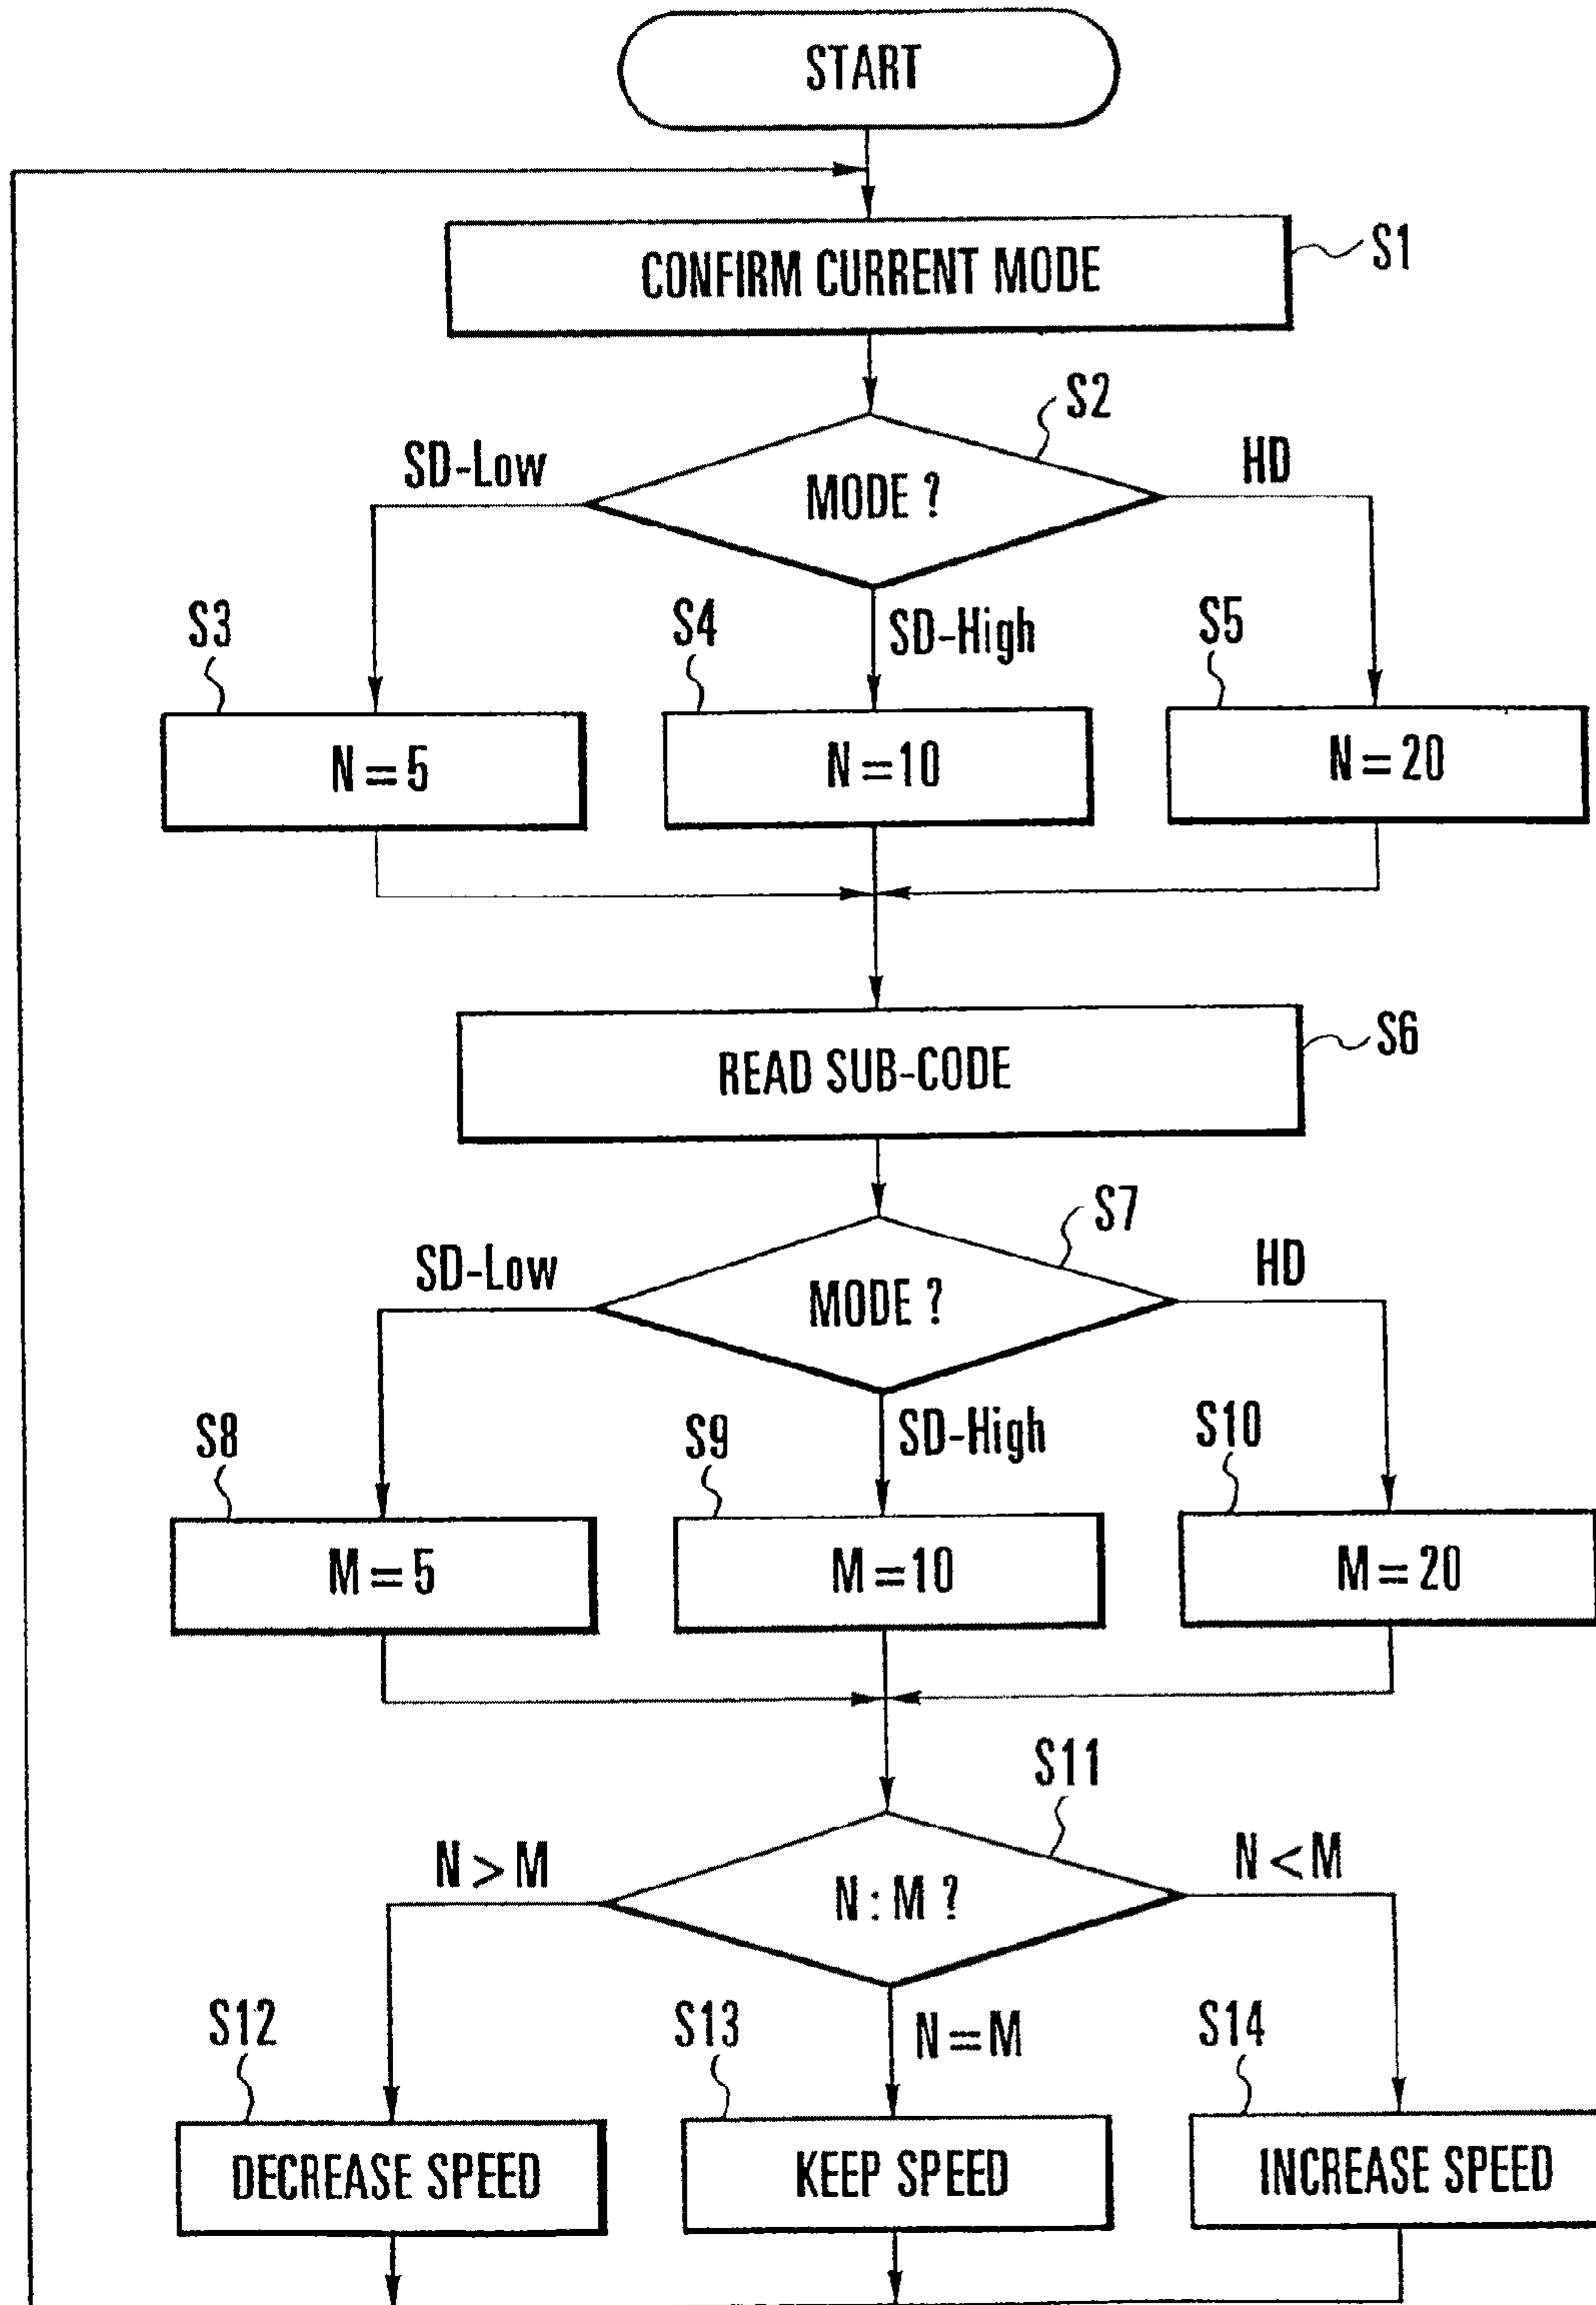 START
CONFIRM CURRENT MODE
S1
S2
SD-Low
MODE ?
HD
S3
S4
SD-High
S5
N = 5
N = 10
N = 20
READ SUB-CODE
S6
S7
SD-Low
MODE ?
HD
S8
S9
SD-High
S10
M = 5
M = 10
M = 20
S11
N > M
N : M ?
N < M
S12
S13
N = M
S14
DECREASE SPEED
KEEP SPEED
INCREASE SPEED